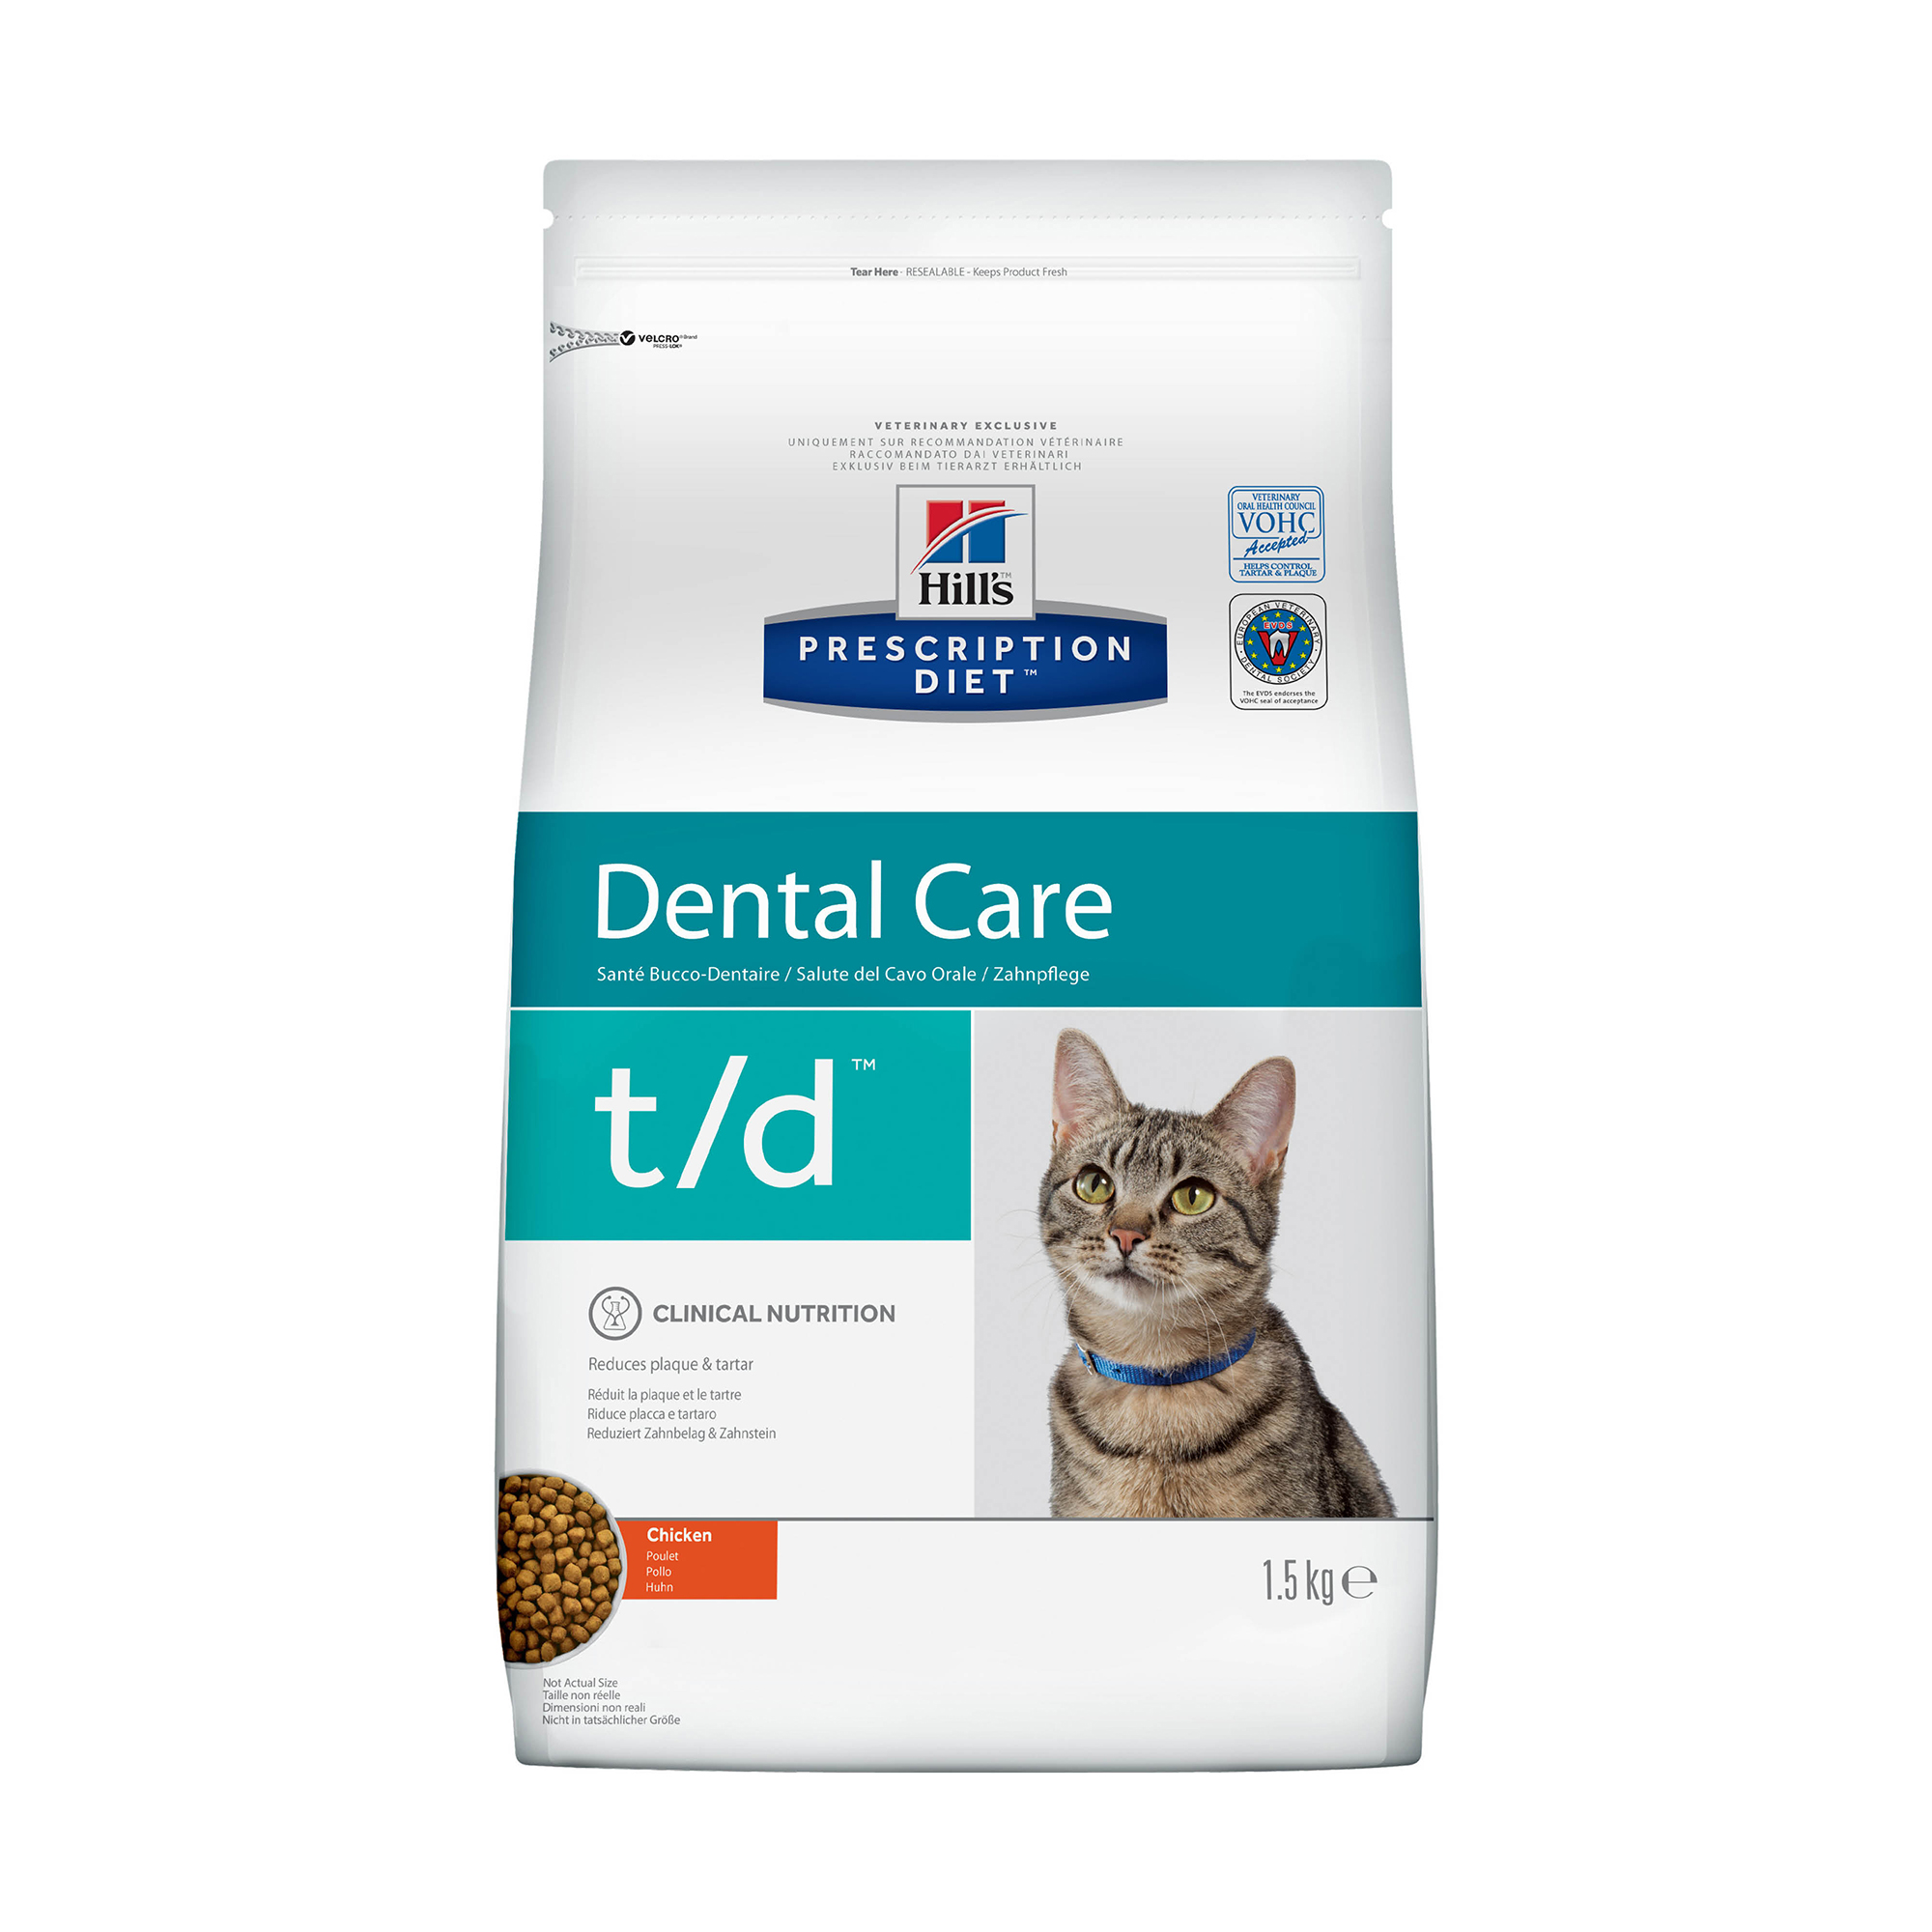 Tear Here - RESEALABLE - Keeps Product Fresh
VELCRO® Brand
PRESS-LOK®
VETERINARY EXCLUSIVE
UNIQUEMENT SUR RECOMMANDATION VÉTÉRINAIRE
RACCOMANDATO DAI VETERINARI
EXKLUSIV BEIM TIERARZT ERHÄLTLICH
Hill's™
PRESCRIPTION
DIET™
VETERINARY
ORAL HEALTH COUNCIL
VOHC
Accepted
HELPS CONTROL
TARTAR & PLAQUE
EUROPEAN VETERINARY
EVDS
DENTAL SOCIETY
The EVDS endorses the
VOHC seal of acceptance
Dental Care
Santé Bucco-Dentaire / Salute del Cavo Orale / Zahnpflege
t/d™
CLINICAL NUTRITION
Reduces plaque & tartar
Réduit la plaque et le tartre
Riduce placca e tartaro
Reduziert Zahnbelag & Zahnstein
Chicken
Poulet
Pollo
Huhn
1.5 kg ℮
Not Actual Size
Taille non réelle
Dimensioni non reali
Nicht in tatsächlicher Größe